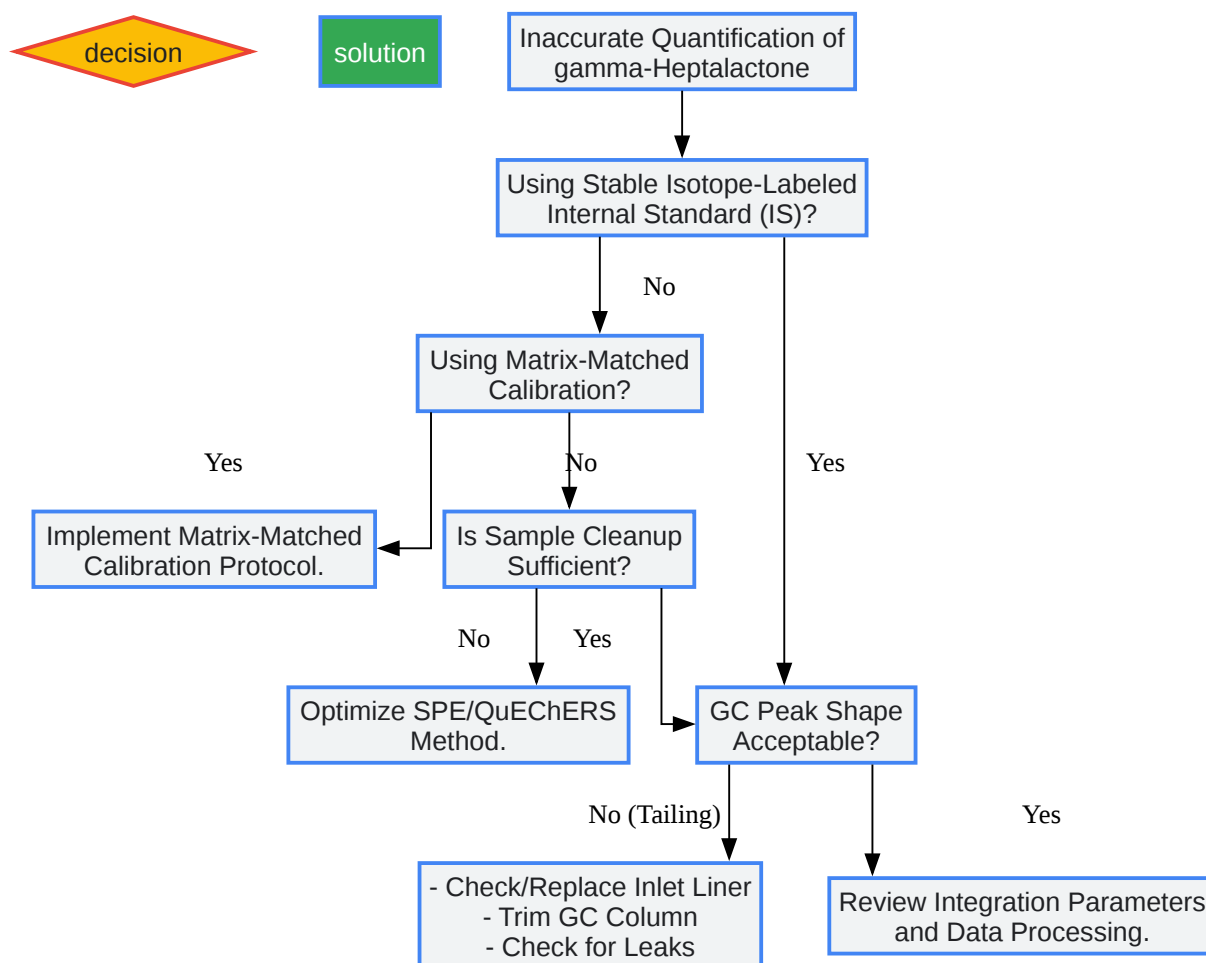 decision
solution
Inaccurate Quantification of
gamma-Heptalactone
Using Stable Isotope-Labeled
Internal Standard (IS)?
No
Using Matrix-Matched
Calibration?
Yes
No
Yes
Implement Matrix-Matched
Calibration Protocol.
Is Sample Cleanup
Sufficient?
No
Yes
Optimize SPE/QuEChERS
Method.
GC Peak Shape
Acceptable?
No (Tailing)
Yes
- Check/Replace Inlet Liner
- Trim GC Column
- Check for Leaks
Review Integration Parameters
and Data Processing.